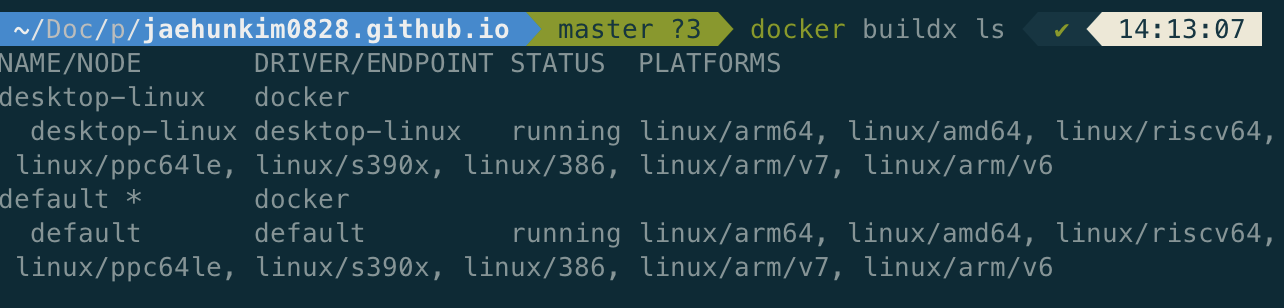 ~/Doc/p/jaehunkim0828.github.io master ?3 docker buildx ls ✔ 14:13:07
NAME/NODE DRIVER/ENDPOINT STATUS PLATFORMS
desktop-linux docker
desktop-linux desktop-linux running linux/arm64, linux/amd64, linux/riscv64,
linux/ppc64le, linux/s390x, linux/386, linux/arm/v7, linux/arm/v6
default * docker
default default running linux/arm64, linux/amd64, linux/riscv64,
linux/ppc64le, linux/s390x, linux/386, linux/arm/v7, linux/arm/v6